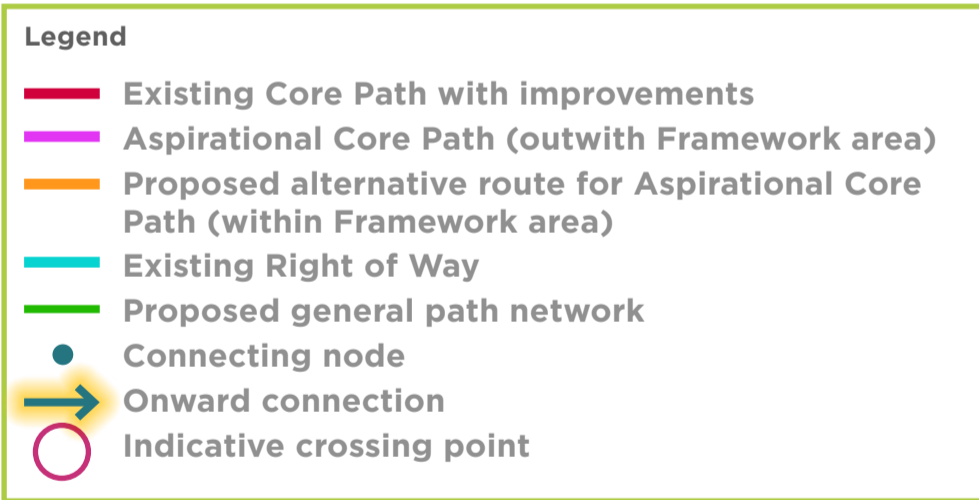 Legend
Existing Core Path with improvements
Aspirational Core Path (outwith Framework area)
Proposed alternative route for Aspirational Core
Path (within Framework area)
Existing Right of Way
Proposed general path network
Connecting node
Onward connection
Indicative crossing point